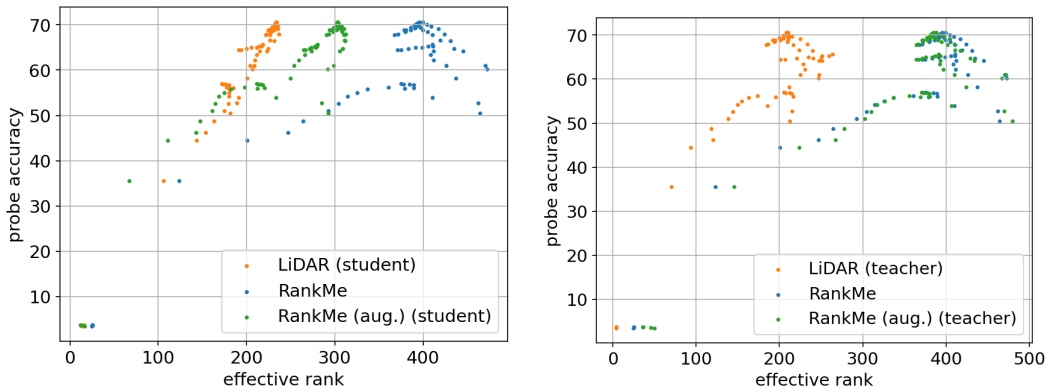 probe accuracy
70
60
50
40
30
20
10
0
100
200
300
400
effective rank
LiDAR (student)
RankMe
RankMe (aug.) (student)
probe accuracy
70
60
50
40
30
20
10
0
100
200
300
400
500
effective rank
LiDAR (teacher)
RankMe
RankMe (aug.) (teacher)